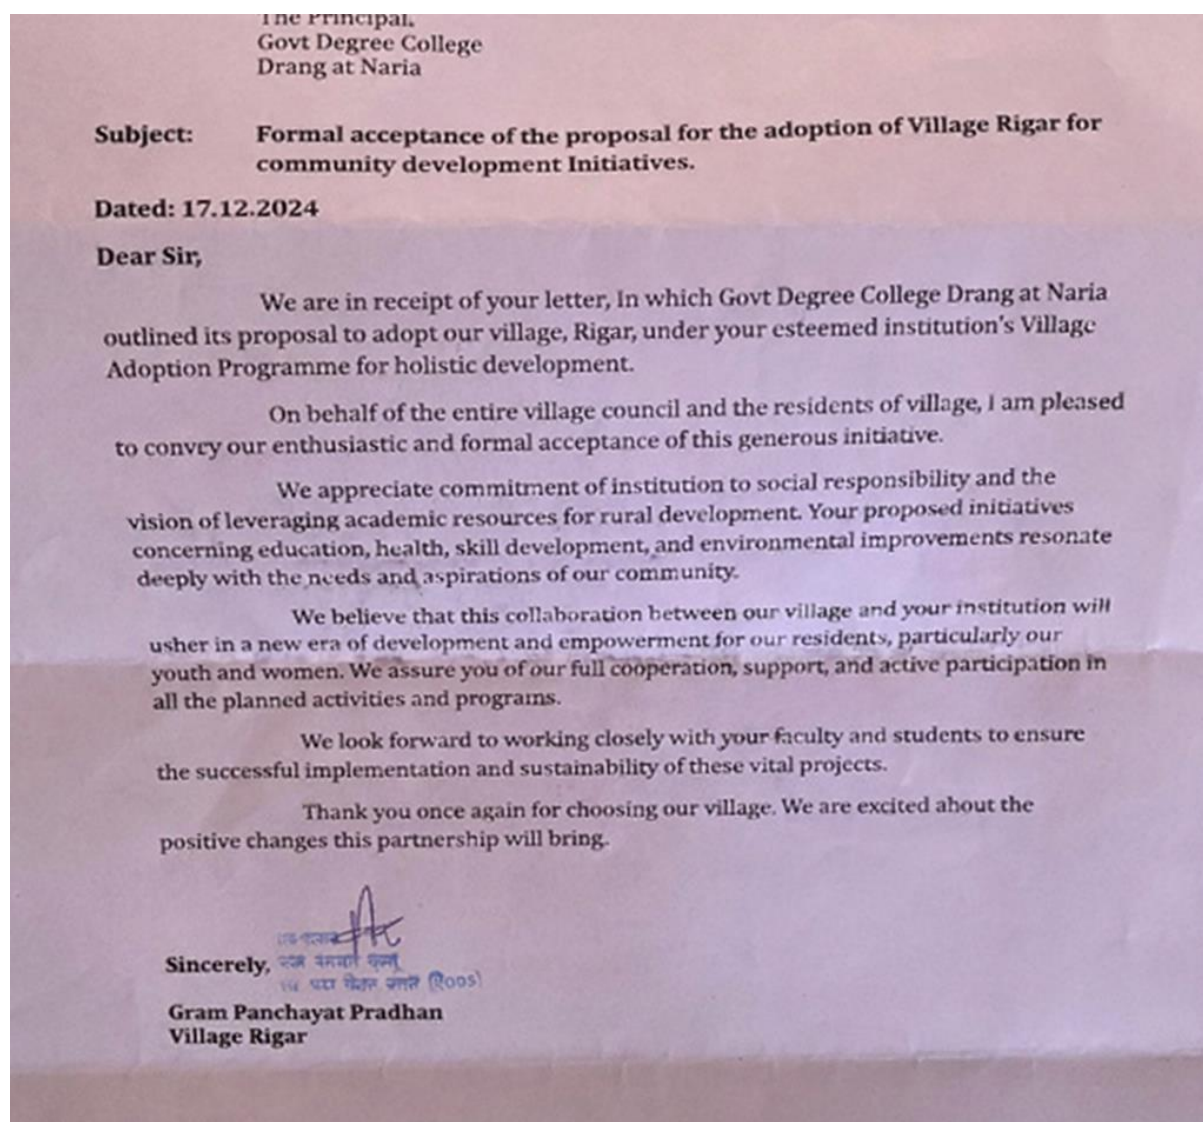 The Principal,
Govt Degree College
Drang at Naria
Subject: Formal acceptance of the proposal for the adoption of Village Rigar for
community development Initiatives.
Dated: 17.12.2024
Dear Sir,
We are in receipt of your letter, In which Govt Degree College Drang at Naria
outlined its proposal to adopt our village, Rigar, under your esteemed institution's Village
Adoption Programme for holistic development.
On behalf of the entire village council and the residents of village, I am pleased
to convey our enthusiastic and formal acceptance of this generous initiative.
We appreciate commitment of institution to social responsibility and the
vision of leveraging academic resources for rural development. Your proposed initiatives
concerning education, health, skill development, and environmental improvements resonate
deeply with the needs and aspirations of our community.
We believe that this collaboration between our village and your institution will
usher in a new era of development and empowerment for our residents, particularly our
youth and women. We assure you of our full cooperation, support, and active participation in
all the planned activities and programs.
We look forward to working closely with your faculty and students to ensure
the successful implementation and sustainability of these vital projects.
Thank you once again for choosing our village. We are excited about the
positive changes this partnership will bring.
Sincerely,
Gram Panchayat Pradhan
Village Rigar